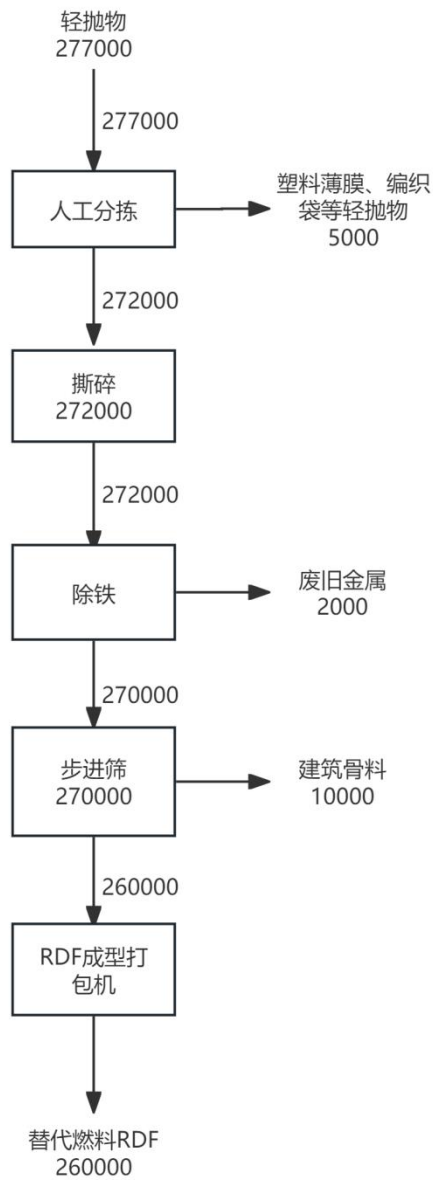 轻抛物
277000
277000
人工分拣
塑料薄膜、编织
袋等轻抛物
5000
272000
撕碎
272000
272000
除铁
废旧金属
2000
270000
步进筛
270000
建筑骨料
10000
260000
RDF成型打
包机
替代燃料RDF
260000